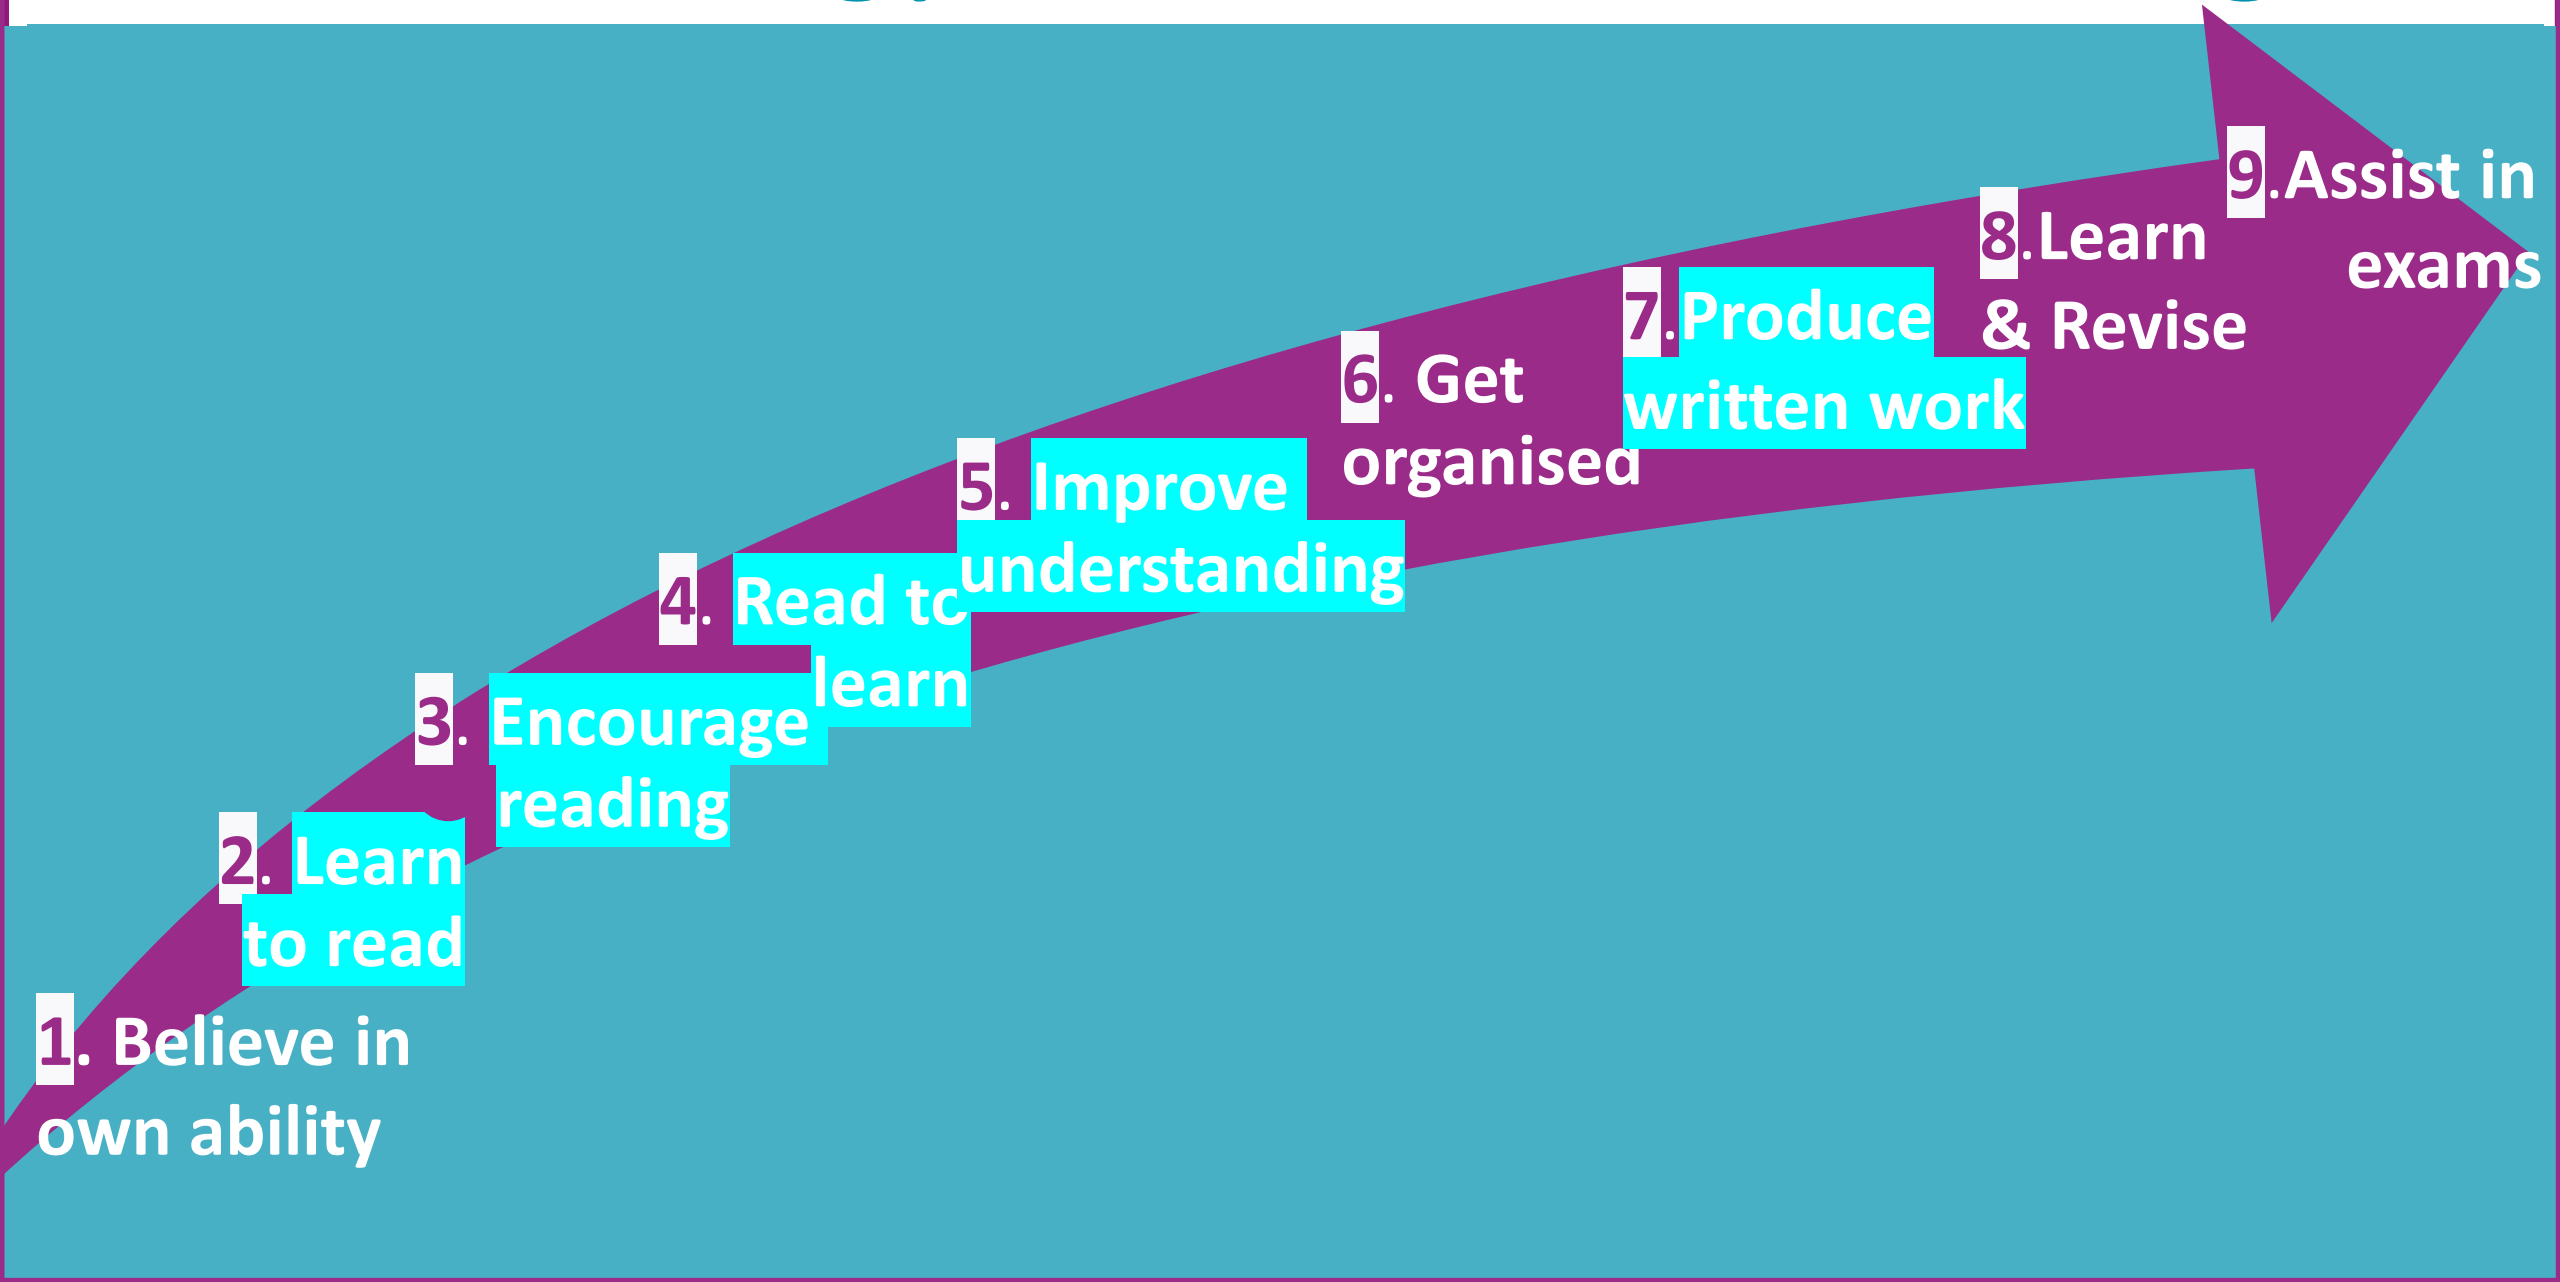 1. Believe in
own ability
2. Learn
to read
3. Encourage
reading
4. Read to
learn
5. Improve
understanding
6. Get
organised
7.Produce
written work
8.Learn
& Revise
9.Assist in
exams